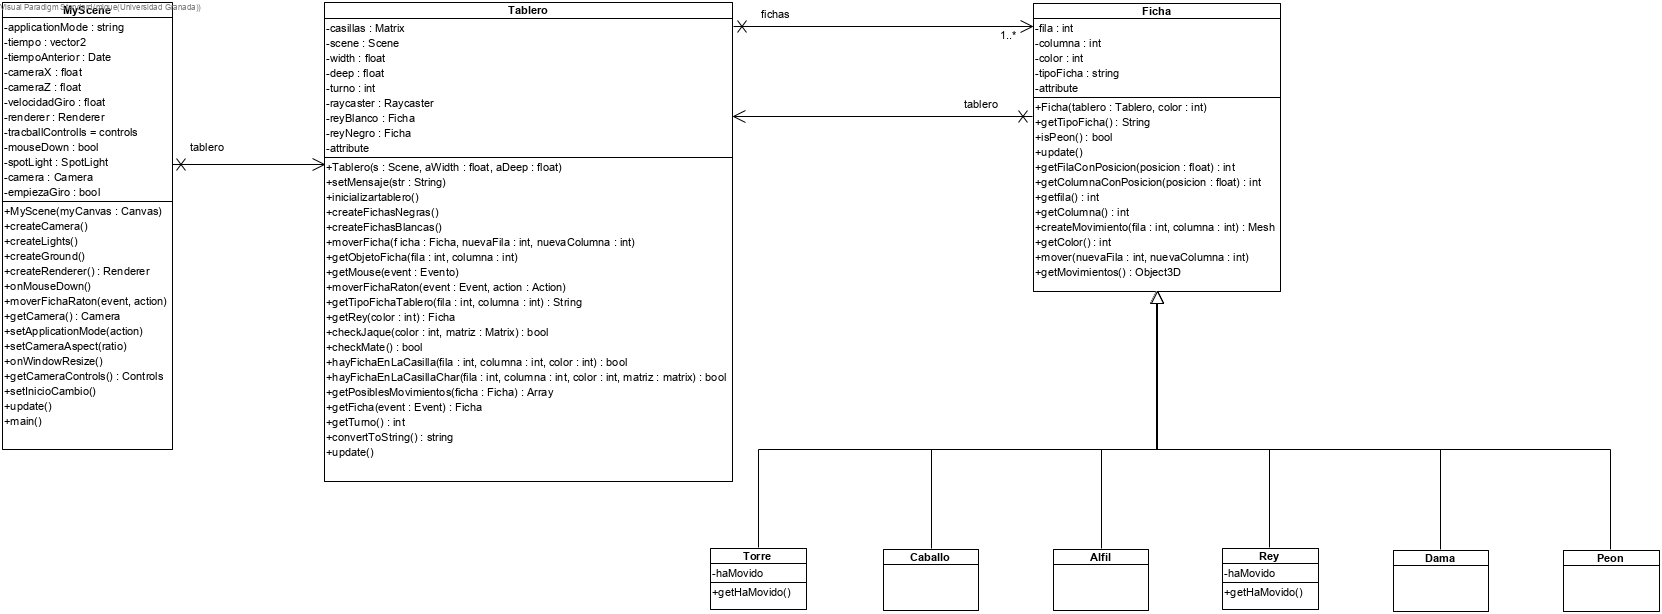 Visual Paradigm Standard(mique(Universidad Granada))
MyScene
-applicationMode : string
-tiempo : vector2
-tiempoAnterior : Date
-cameraX : float
-cameraZ : float
-velocidadGiro : float
-renderer : Renderer
-tracballControlls = controls
-mouseDown : bool
-spotLight : SpotLight
-camera : Camera
-empiezaGiro : bool
+MyScene(myCanvas : Canvas)
+createCamera()
+createLights()
+createGround()
+createRenderer() : Renderer
+onMouseDown()
+moverFichaRaton(event, action)
+getCamera() : Camera
+setApplicationMode(action)
+setCameraAspect(ratio)
+onWindowResize()
+getCameraControls() : Controls
+setInicioCambio()
+update()
+main()
tablero
Tablero
-casillas : Matrix
-scene : Scene
-width : float
-deep : float
-turno : int
-raycaster : Raycaster
-reyBlanco : Ficha
-reyNegro : Ficha
-attribute
+Tablero(s : Scene, aWidth : float, aDeep : float)
+setMensaje(str : String)
+inicializartablero()
+createFichasNegras()
+createFichasBlancas()
+moverFicha(ficha : Ficha, nuevaFila : int, nuevaColumna : int)
+getObjetoFicha(fila : int, columna : int)
+getMouse(event : Evento)
+moverFichaRaton(event : Event, action : Action)
+getTipoFichaTablero(fila : int, columna : int) : String
+getRey(color : int) : Ficha
+checkJaque(color : int, matriz : Matrix) : bool
+checkMate() : bool
+hayFichaEnLaCasilla(fila : int, columna : int, color : int) : bool
+hayFichaEnLaCasillaChar(fila : int, columna : int, color : int, matriz : matrix) : bool
+getPosiblesMovimientos(ficha : Ficha) : Array
+getFicha(event : Event) : Ficha
+getTurno() : int
+convertToString() : string
+update()
fichas
1..*
tablero
Ficha
-fila : int
-columna : int
-color : int
-tipoFicha : string
-attribute
+Ficha(tablero : Tablero, color : int)
+getTipoFicha() : String
+isPeon() : bool
+update()
+getFilaConPosicion(posicion : float) : int
+getColumnaConPosicion(posicion : float) : int
+getfila() : int
+getColumna() : int
+createMovimiento(fila : int, columna : int) : Mesh
+getColor() : int
+mover(nuevaFila : int, nuevaColumna : int)
+getMovimientos() : Object3D
Torre
-haMovido
+getHaMovido()
Caballo
Alfil
Rey
-haMovido
+getHaMovido()
Dama
Peon